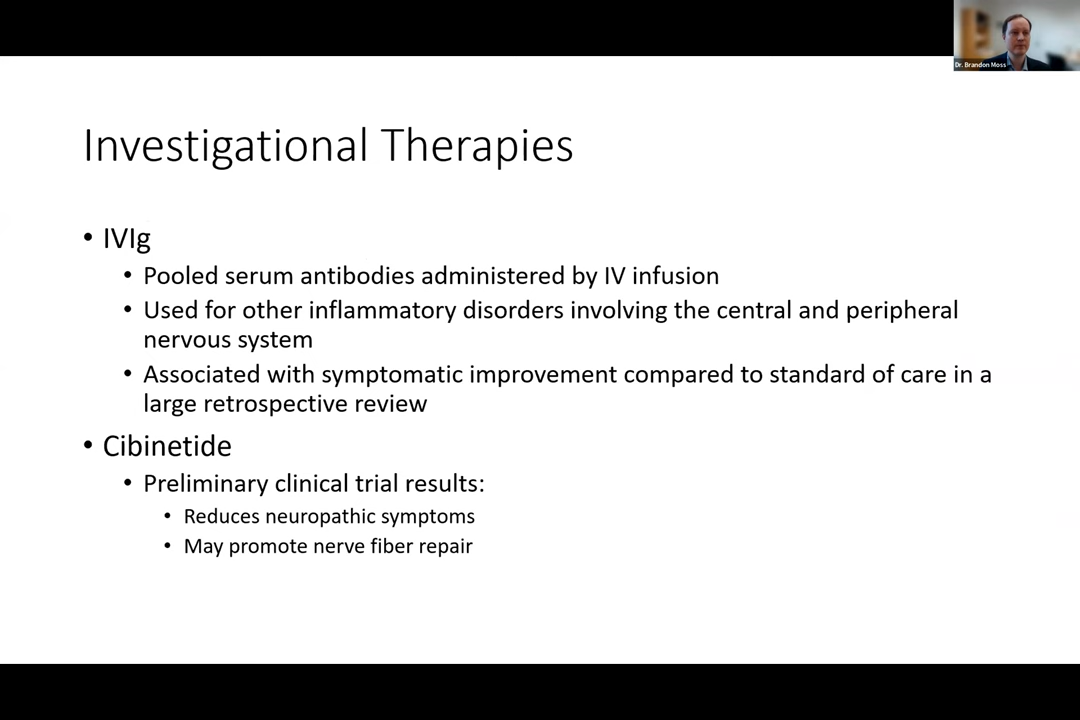 Dr. Brandon Moss
Investigational Therapies
• IVIg
• Pooled serum antibodies administered by IV infusion
• Used for other inflammatory disorders involving the central and peripheral
nervous system
• Associated with symptomatic improvement compared to standard of care in a
large retrospective review
• Cibinetide
• Preliminary clinical trial results:
• Reduces neuropathic symptoms
• May promote nerve fiber repair